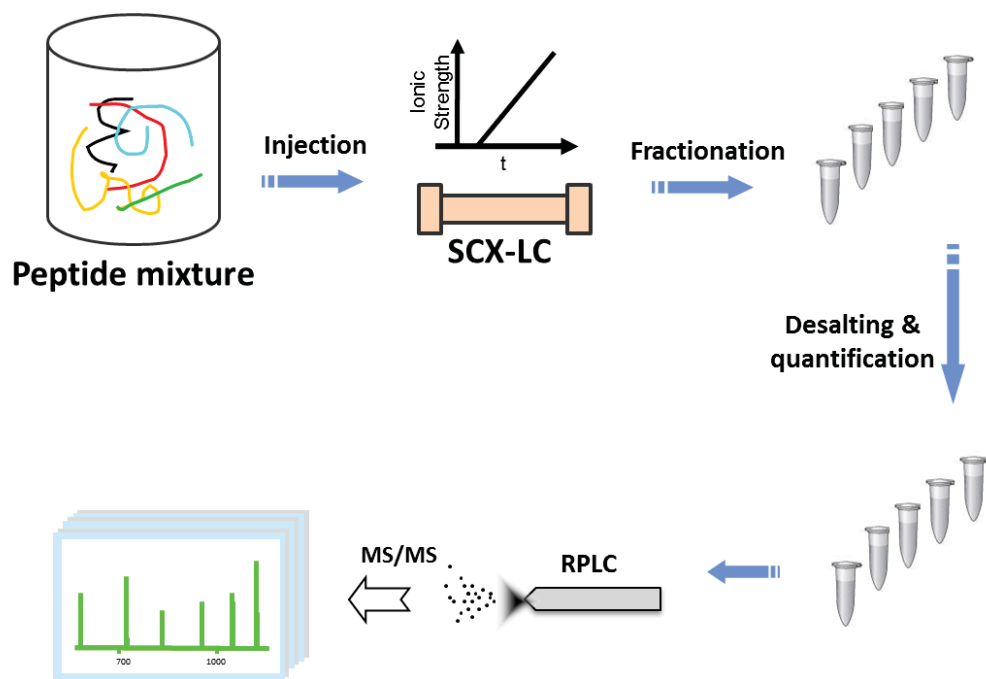 Ionic
Strength
t
Injection
Fractionation
SCX-LC
Peptide mixture
Desalting &
quantification
MS/MS
RPLC
700
1000